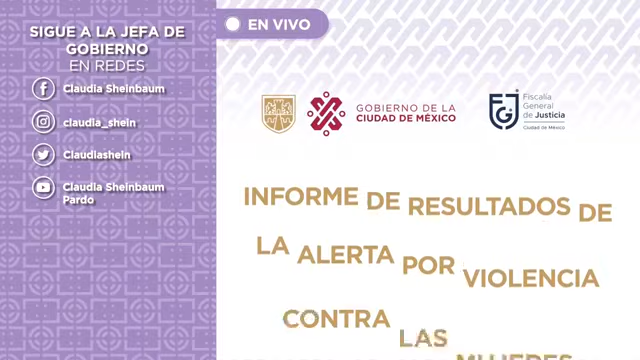 SIGUE A LA JEFA DE
GOBIERNO
EN REDES
Claudia Sheinbaum
claudia_shein
Claudiashein
Claudia Sheinbaum
Pardo
EN VIVO
GOBIERNO DE LA
CIUDAD DE MÉXICO
FGJ
Fiscalía
General
de Justicia
Ciudad de México
INFORME DE RESULTADOS DE
LA ALERTA POR VIOLENCIA
CONTRA LAS
MUJERES